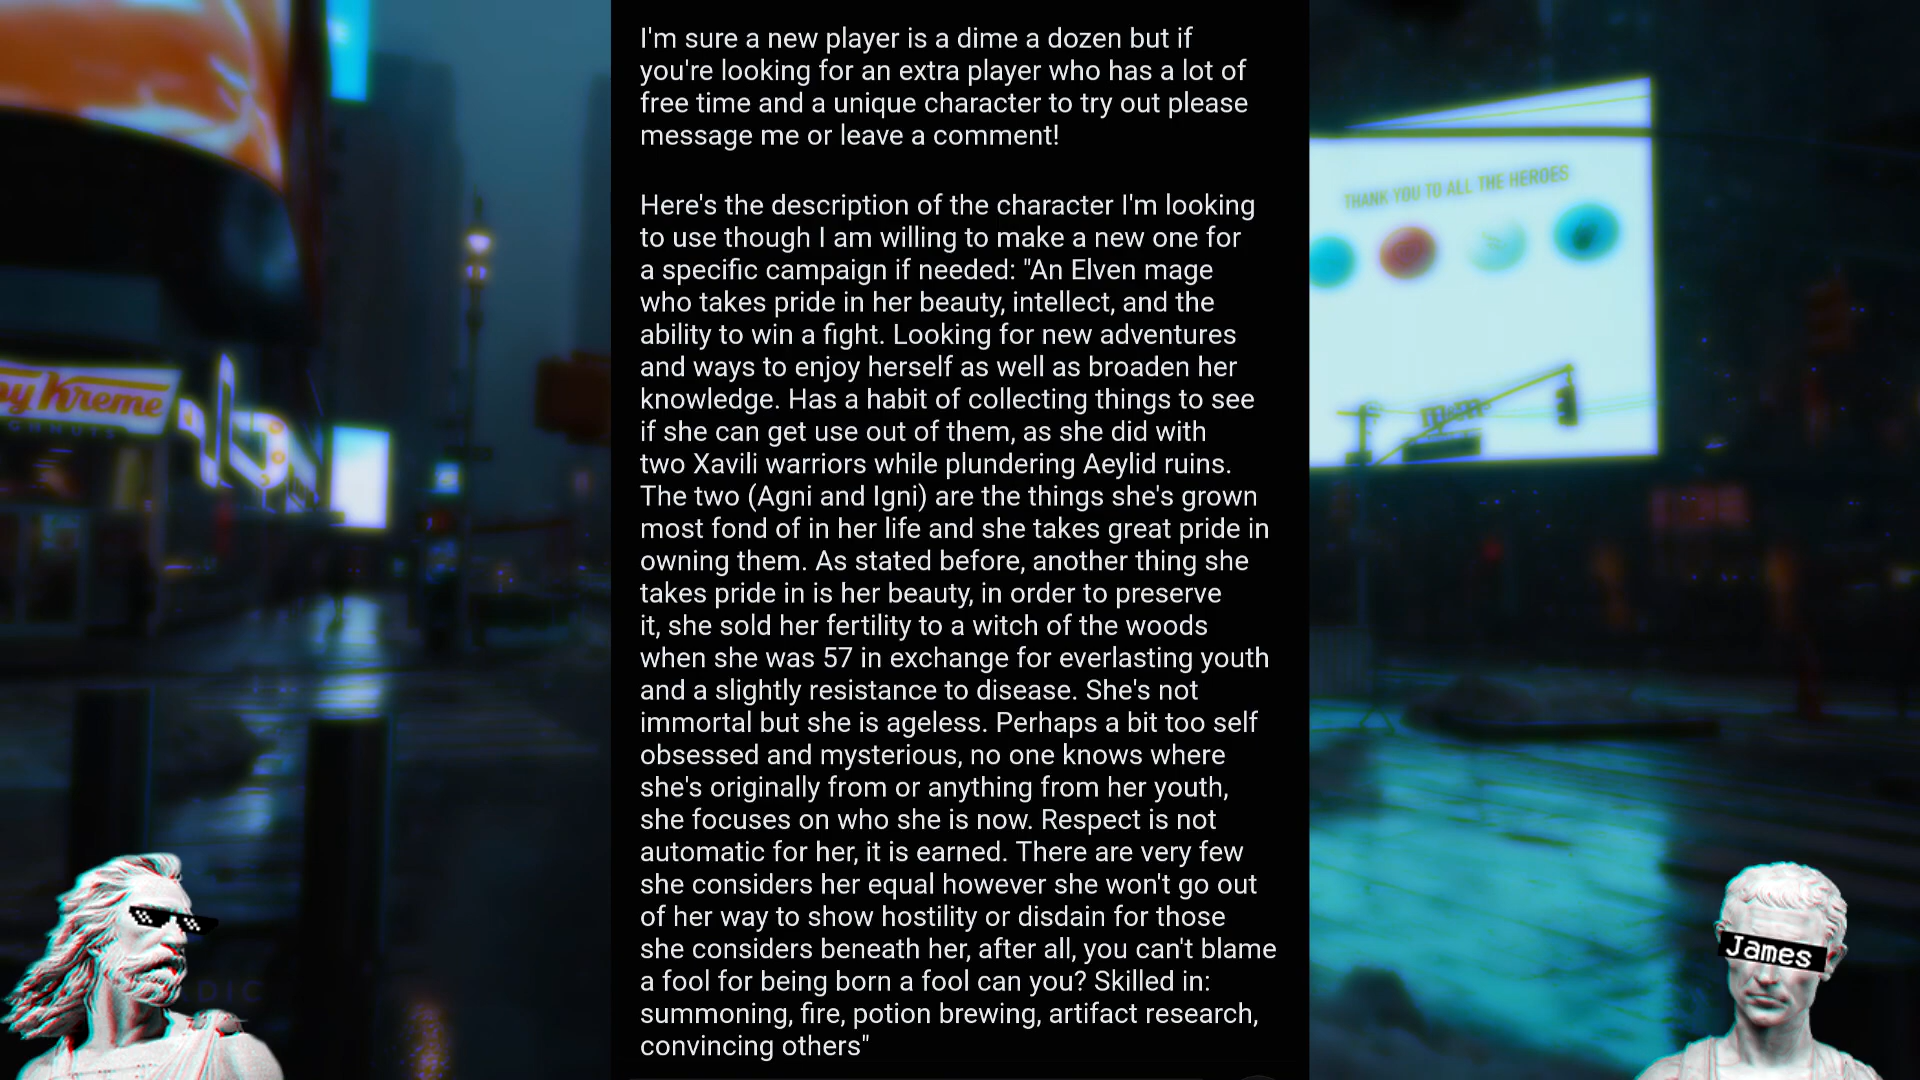 I'm sure a new player is a dime a dozen but if
you're looking for an extra player who has a lot of
free time and a unique character to try out please
message me or leave a comment!
Here's the description of the character I'm looking
to use though I am willing to make a new one for
a specific campaign if needed: "An Elven mage
who takes pride in her beauty, intellect, and the
ability to win a fight. Looking for new adventures
and ways to enjoy herself as well as broaden her
knowledge. Has a habit of collecting things to see
if she can get use out of them, as she did with
two Xavili warriors while plundering Aeylid ruins.
The two (Agni and Igni) are the things she's grown
most fond of in her life and she takes great pride in
owning them. As stated before, another thing she
takes pride in is her beauty, in order to preserve
it, she sold her fertility to a witch of the woods
when she was 57 in exchange for everlasting youth
and a slightly resistance to disease. She's not
immortal but she is ageless. Perhaps a bit too self
obsessed and mysterious, no one knows where
she's originally from or anything from her youth,
she focuses on who she is now. Respect is not
automatic for her, it is earned. There are very few
she considers her equal however she won't go out
of her way to show hostility or disdain for those
she considers beneath her, after all, you can't blame
a fool for being born a fool can you? Skilled in:
summoning, fire, potion brewing, artifact research,
convincing others"
THANK YOU TO ALL THE HEROES
Kreme
James